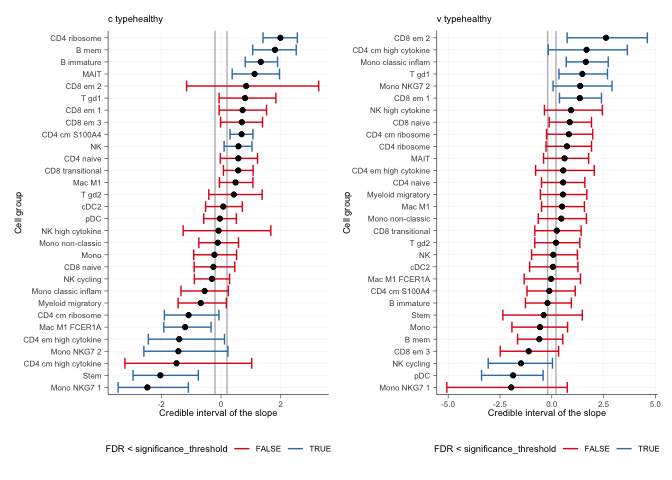 c typehealthy
Cell group
CD4 ribosome
B mem
B immature
MAIT
CD8 em 2
T gd1
CD8 em 1
CD8 em 3
CD4 cm S100A4
NK
CD4 naive
CD8 transitional
Mac M1
T gd2
cDC2
pDC
NK high cytokine
Mono non-classic
Mono
CD8 naive
NK cycling
Mono classic inflam
Myeloid migratory
CD4 cm ribosome
Mac M1 FCER1A
CD4 em high cytokine
Mono NKG7 2
CD4 cm high cytokine
Stem
Mono NKG7 1
-2 0 2
Credible interval of the slope
FDR < significance_threshold FALSE TRUE
v typehealthy
Cell group
CD8 em 2
CD4 cm high cytokine
Mono classic inflam
T gd1
Mono NKG7 2
CD8 em 1
NK high cytokine
CD8 naive
CD4 cm ribosome
CD4 ribosome
MAIT
CD4 em high cytokine
CD4 naive
Myeloid migratory
Mac M1
Mono non-classic
CD8 transitional
T gd2
NK
cDC2
Mac M1 FCER1A
CD4 cm S100A4
B immature
Stem
Mono
B mem
CD8 em 3
NK cycling
pDC
Mono NKG7 1
-5.0 -2.5 0.0 2.5 5.0
Credible interval of the slope
FDR < significance_threshold FALSE TRUE